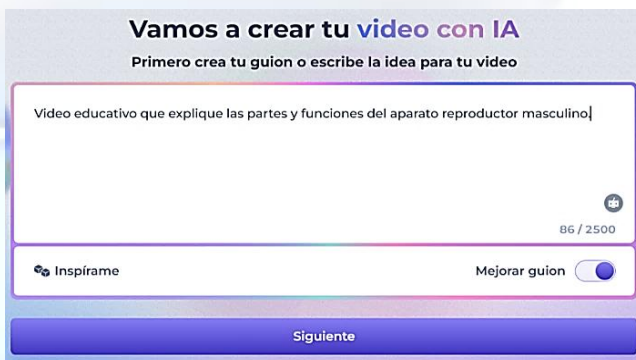 Vamos a crear tu video con IA
Primero crea tu guion o escribe la idea para tu video
Video educativo que explique las partes y funciones del aparato reproductor masculino.
86 / 2500
Inspírame
Mejorar guion
Siguiente